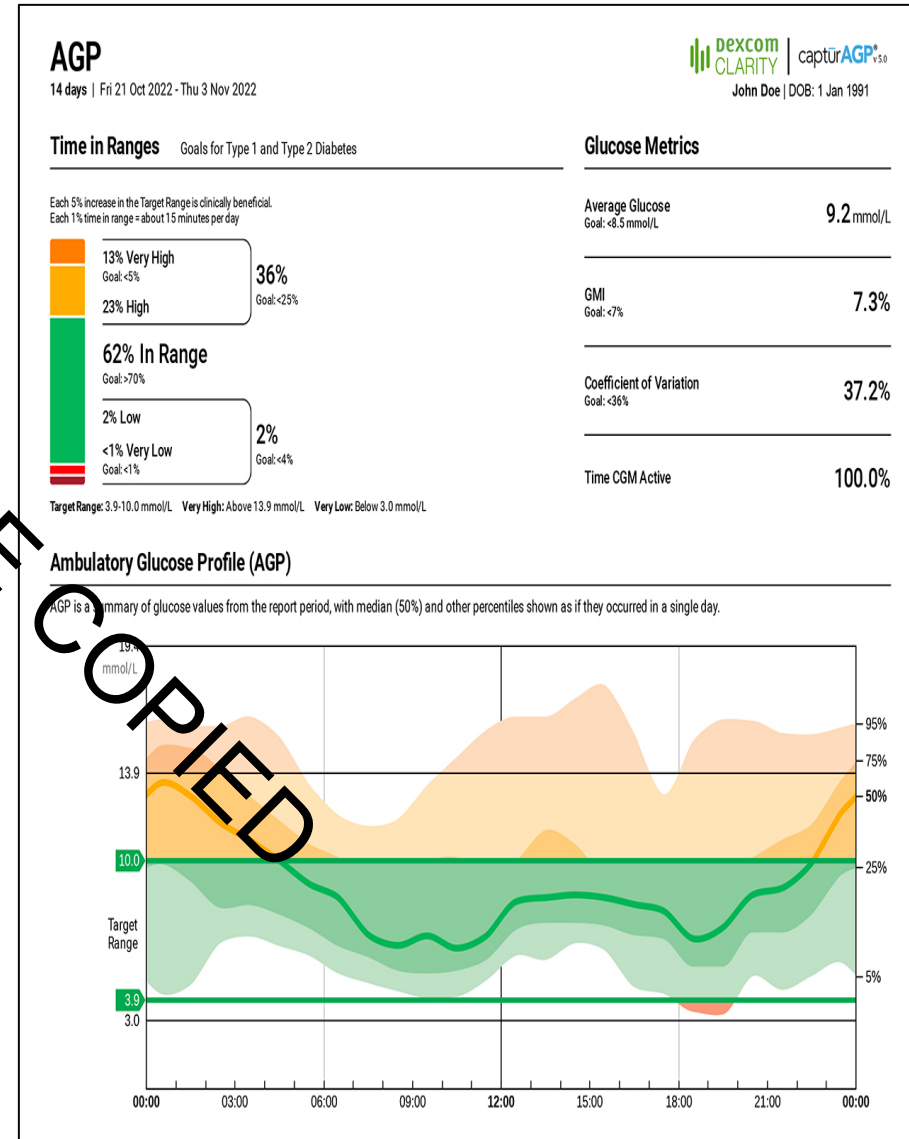 AGP
14 days | Fri 21 Oct 2022 - Thu 3 Nov 2022
Dexcom
CLARITY
captūrAGP® v 5.0
John Doe | DOB: 1 Jan 1991
Time in Ranges Goals for Type 1 and Type 2 Diabetes
Each 5% increase in the Target Range is clinically beneficial.
Each 1% time in range = about 15 minutes per day
13% Very High
Goal: <5%
23% High
36%
Goal: <25%
62% In Range
Goal: >70%
2% Low
<1% Very Low
Goal: <1%
2%
Goal: <4%
Target Range: 3.9-10.0 mmol/L Very High: Above 13.9 mmol/L Very Low: Below 3.0 mmol/L
Glucose Metrics
Average Glucose
Goal: <8.5 mmol/L
9.2 mmol/L
GMI
Goal: <7%
7.3%
Coefficient of Variation
Goal: <36%
37.2%
Time CGM Active
100.0%
Ambulatory Glucose Profile (AGP)
AGP is a summary of glucose values from the report period, with median (50%) and other percentiles shown as if they occurred in a single day.
COPIED
19.4
mmol/L
13.9
10.0
Target
Range
3.9
3.0
95%
75%
50%
25%
5%
00:00 03:00 06:00 09:00 12:00 15:00 18:00 21:00 00:00